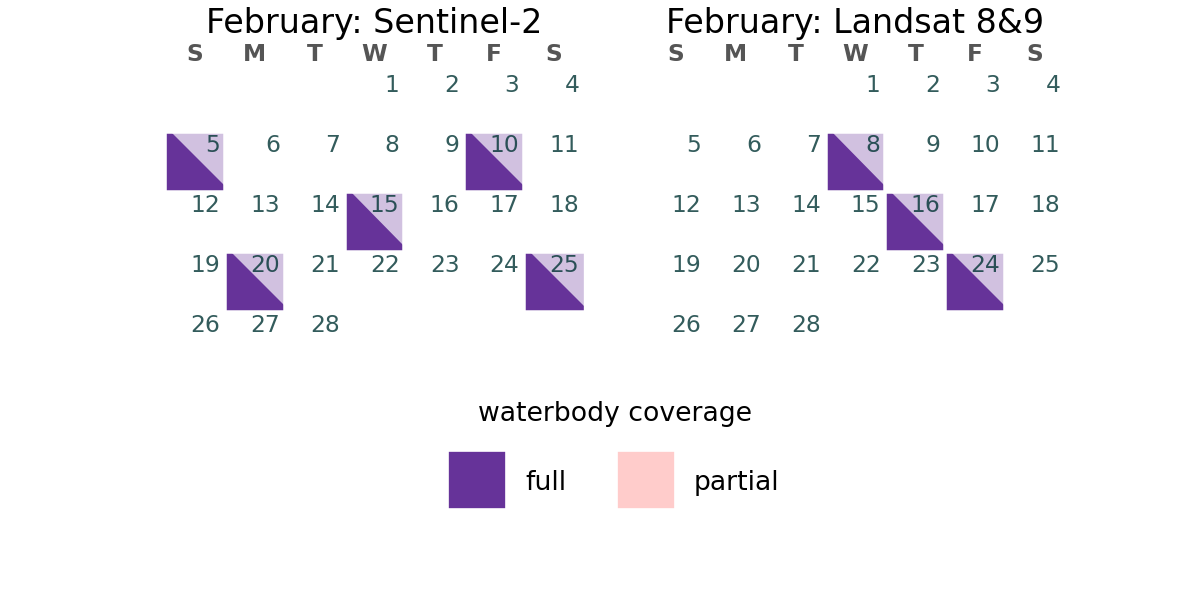 February: Sentinel-2
S M T W T F S
1 2 3 4
5 6 7 8 9 10 11
12 13 14 15 16 17 18
19 20 21 22 23 24 25
26 27 28
February: Landsat 8&9
S M T W T F S
1 2 3 4
5 6 7 8 9 10 11
12 13 14 15 16 17 18
19 20 21 22 23 24 25
26 27 28
waterbody coverage
full partial